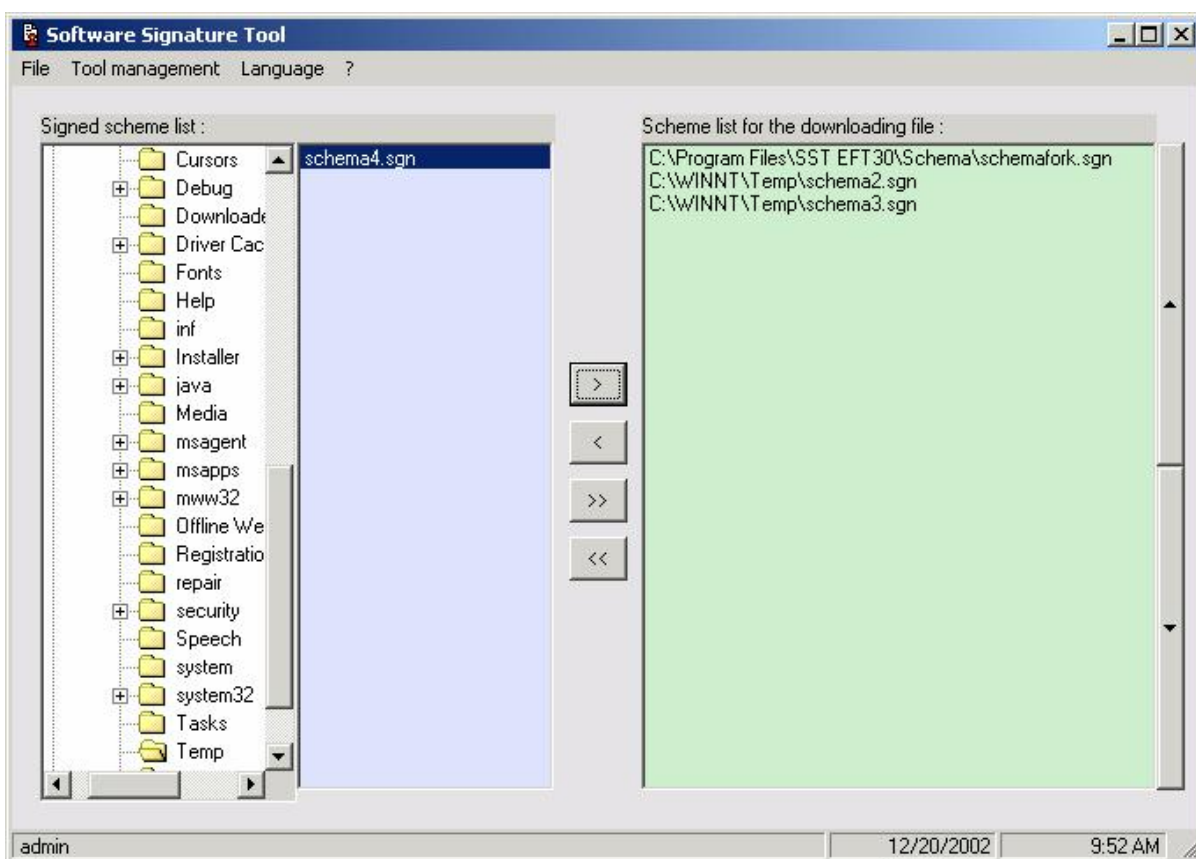 Software Signature Tool
File Tool management Language ?
Signed scheme list :
Cursors
Debug
Downloade
Driver Cac
Fonts
Help
inf
Installer
java
Media
msagent
msapps
mww32
Offline We
Registratio
repair
security
Speech
system
system32
Tasks
Temp
schema4.sgn
>
<
>>
<<
Scheme list for the downloading file :
C:\Program Files\SST EFT30\Schema\schemafork.sgn
C:\WINNT\Temp\schema2.sgn
C:\WINNT\Temp\schema3.sgn
admin 12/20/2002 9:52 AM